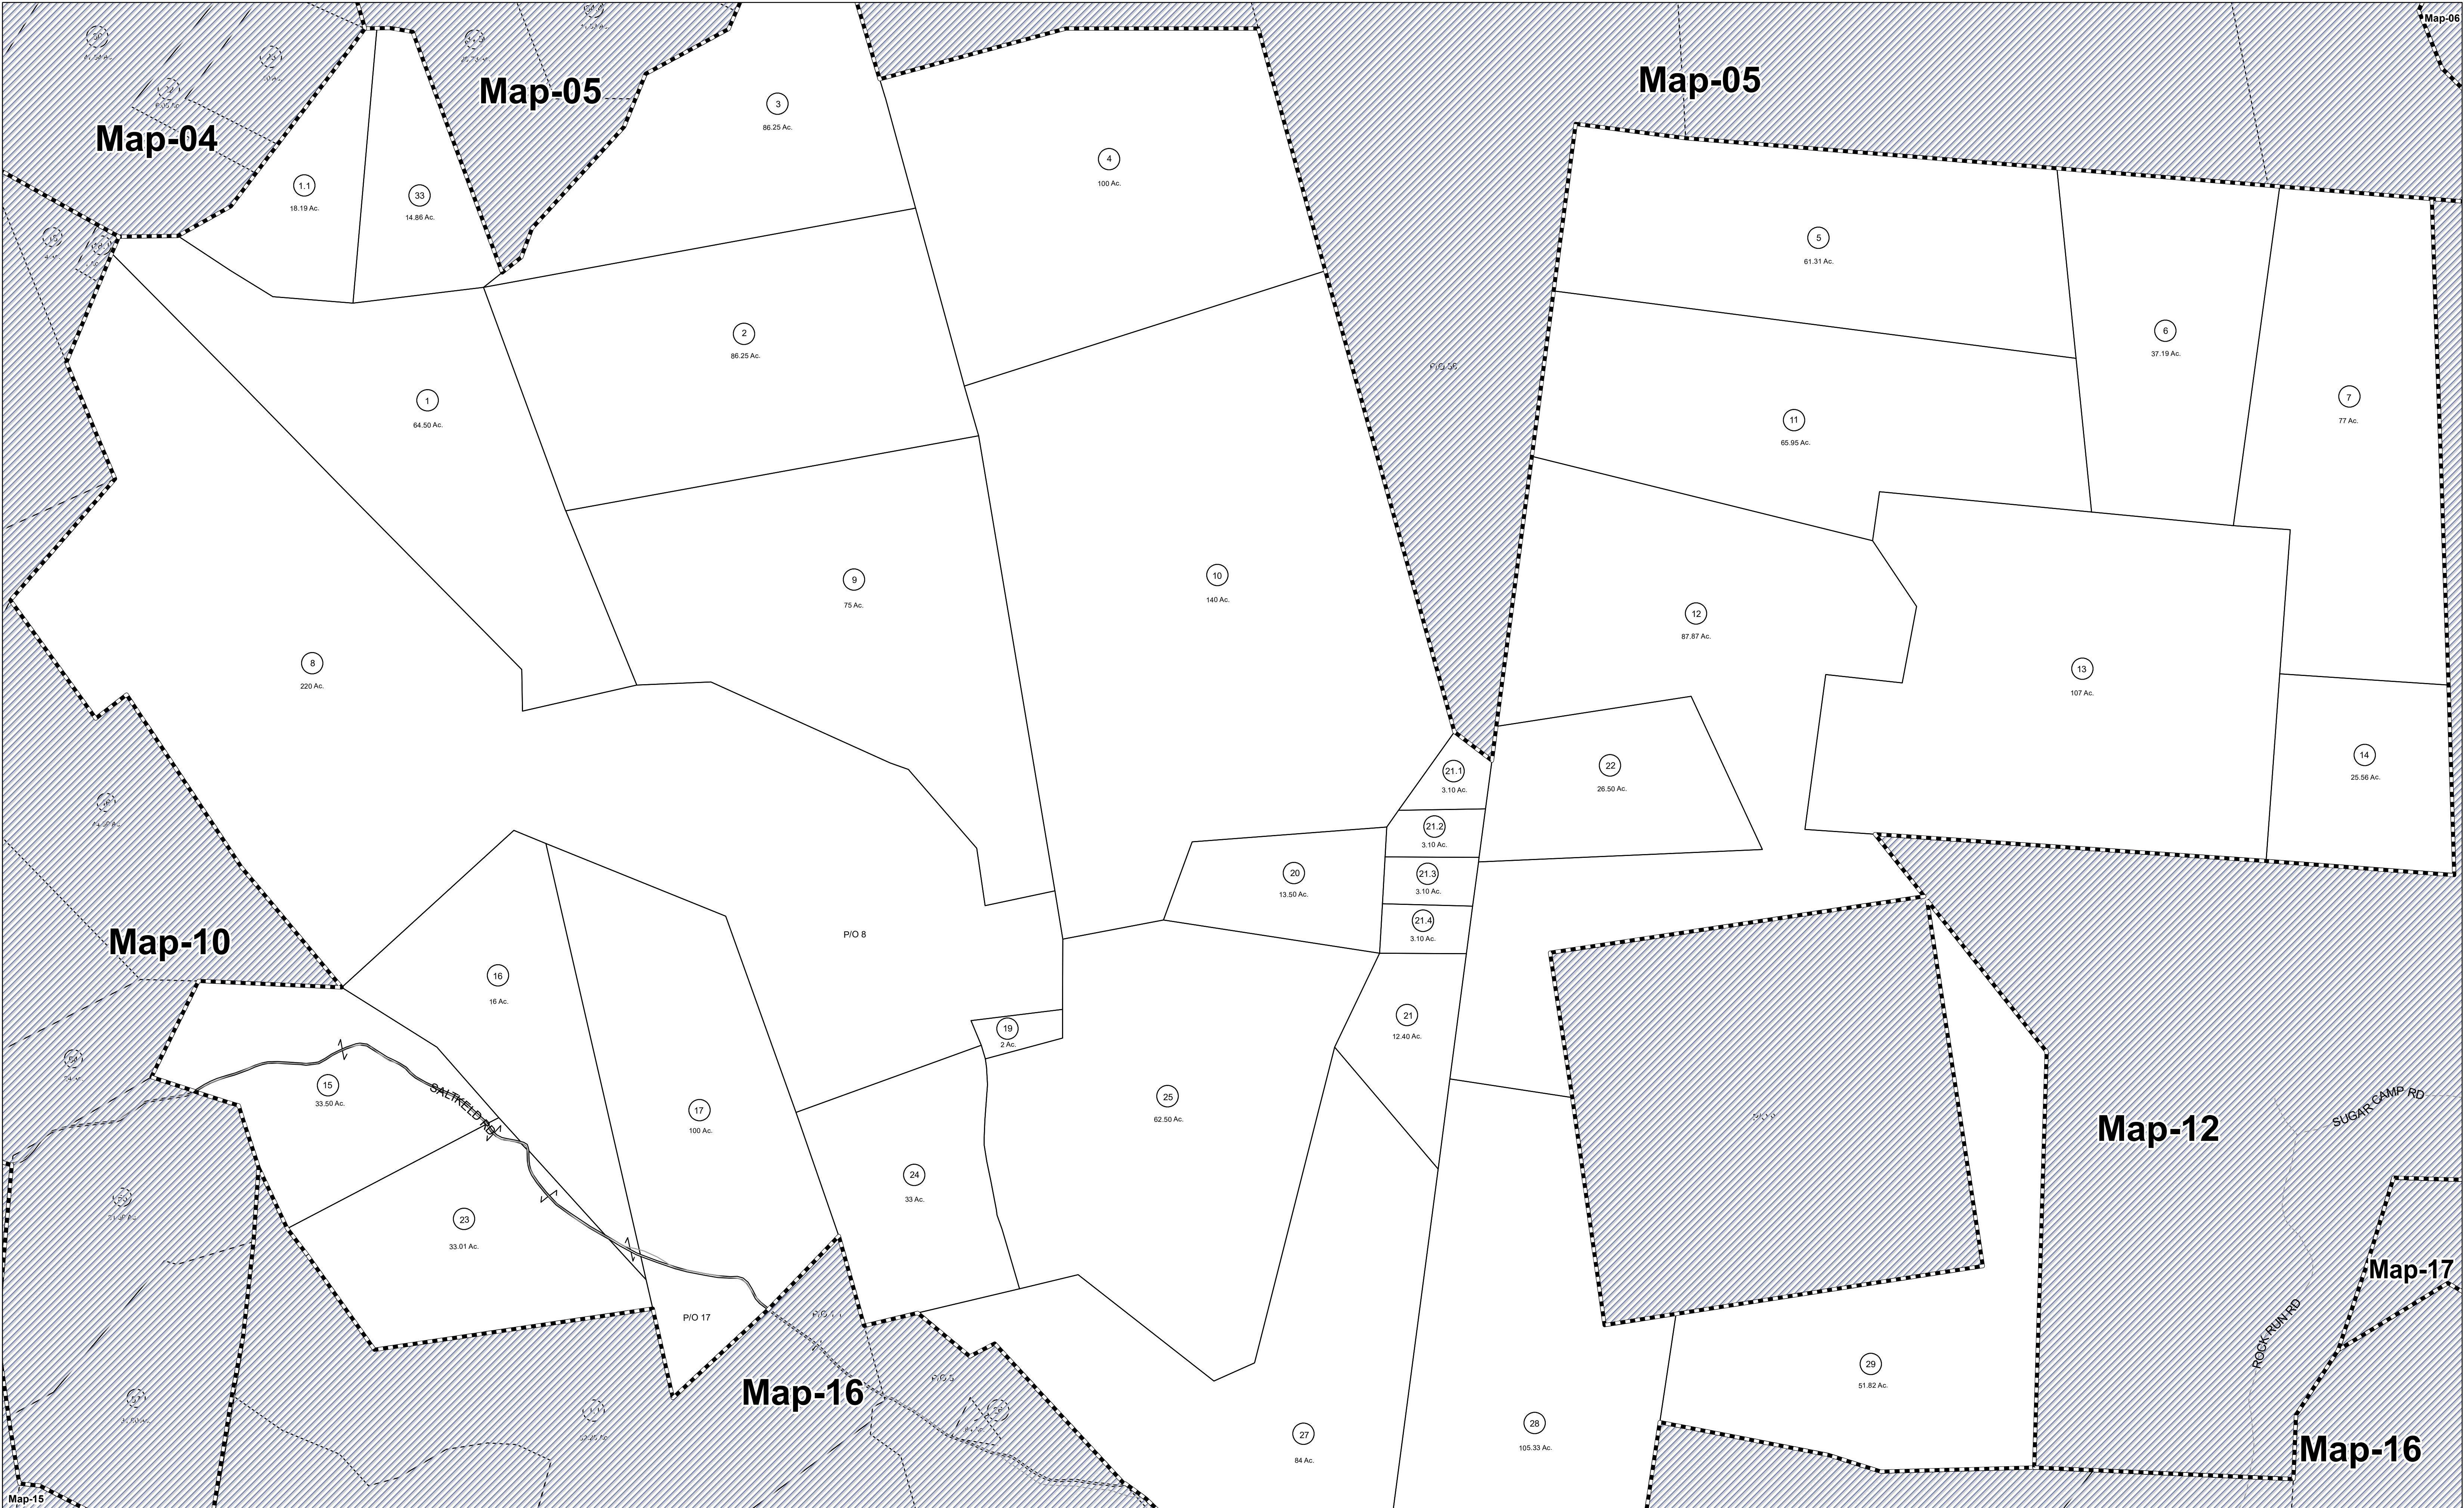 Map-06
Map-05
Map-05
Map-04
3
86.25 Ac.
4
100 Ac.
1.1
18.19 Ac.
33
14.86 Ac.
5
61.31 Ac.
2
86.25 Ac.
6
37.19 Ac.
P/O 36
1
64.50 Ac.
7
77 Ac.
11
65.95 Ac.
9
75 Ac.
10
140 Ac.
12
87.87 Ac.
8
220 Ac.
13
107 Ac.
14
25.56 Ac.
21.1
3.10 Ac.
22
26.50 Ac.
21.2
3.10 Ac.
20
13.50 Ac.
21.3
3.10 Ac.
21.4
3.10 Ac.
P/O 8
Map-10
16
16 Ac.
19
2 Ac.
21
12.40 Ac.
15
33.50 Ac.
SALTKELD RD
17
100 Ac.
25
62.50 Ac.
SUGAR CAMP RD
Map-12
24
33 Ac.
23
33.01 Ac.
Map-17
P/O 17
ROCK RUN RD
29
51.82 Ac.
Map-16
27
84 Ac.
28
105.33 Ac.
Map-16
Map-15